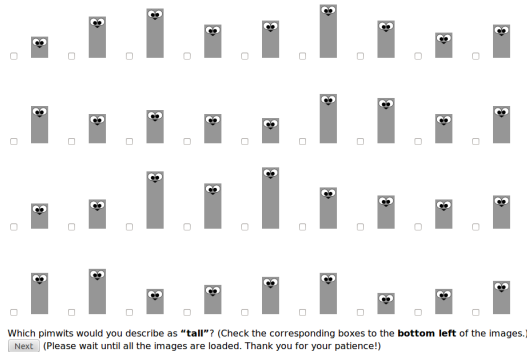 Which pimwits would you describe as “tall”? (Check the corresponding boxes to the bottom left of the images.)
Next (Please wait until all the images are loaded. Thank you for your patience!)